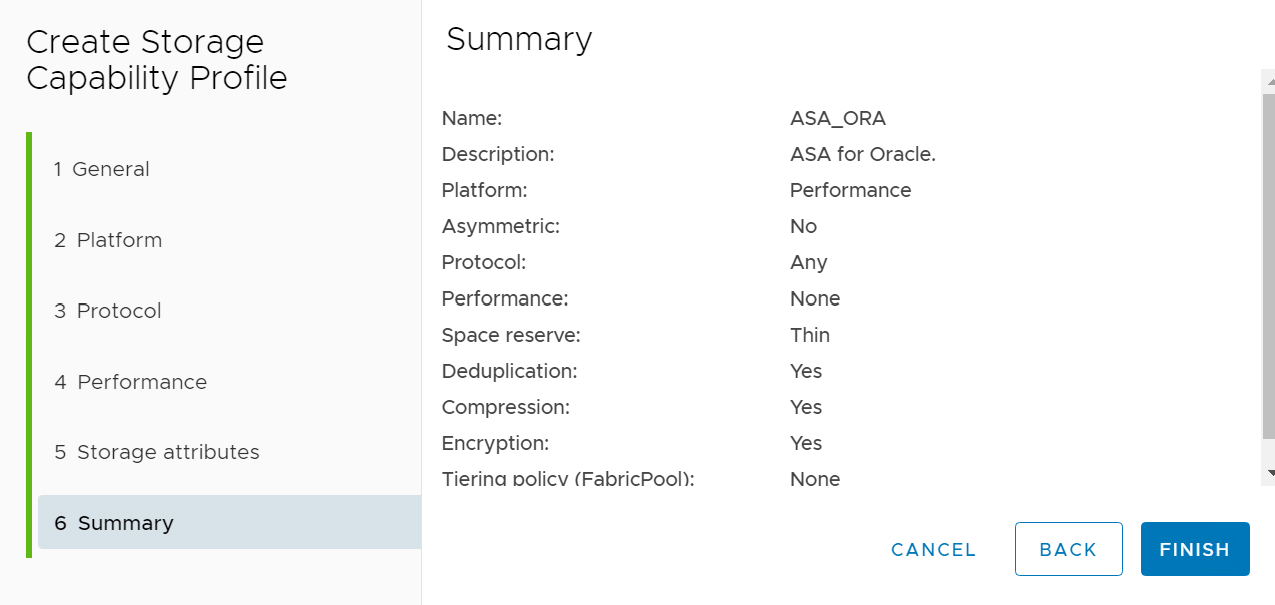 Create Storage
Capability Profile
1 General
2 Platform
3 Protocol
4 Performance
5 Storage attributes
6 Summary
Summary
Name: ASA_ORA
Description: ASA for Oracle.
Platform: Performance
Asymmetric: No
Protocol: Any
Performance: None
Space reserve: Thin
Deduplication: Yes
Compression: Yes
Encryption: Yes
Tiering policy (FabricPool): None
CANCEL BACK FINISH